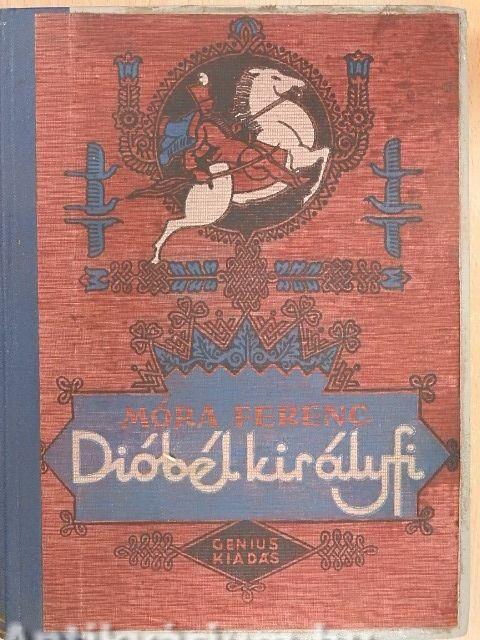 MÓRA FERENC
Dióbél királyfi
GENIUS
KIADÁS